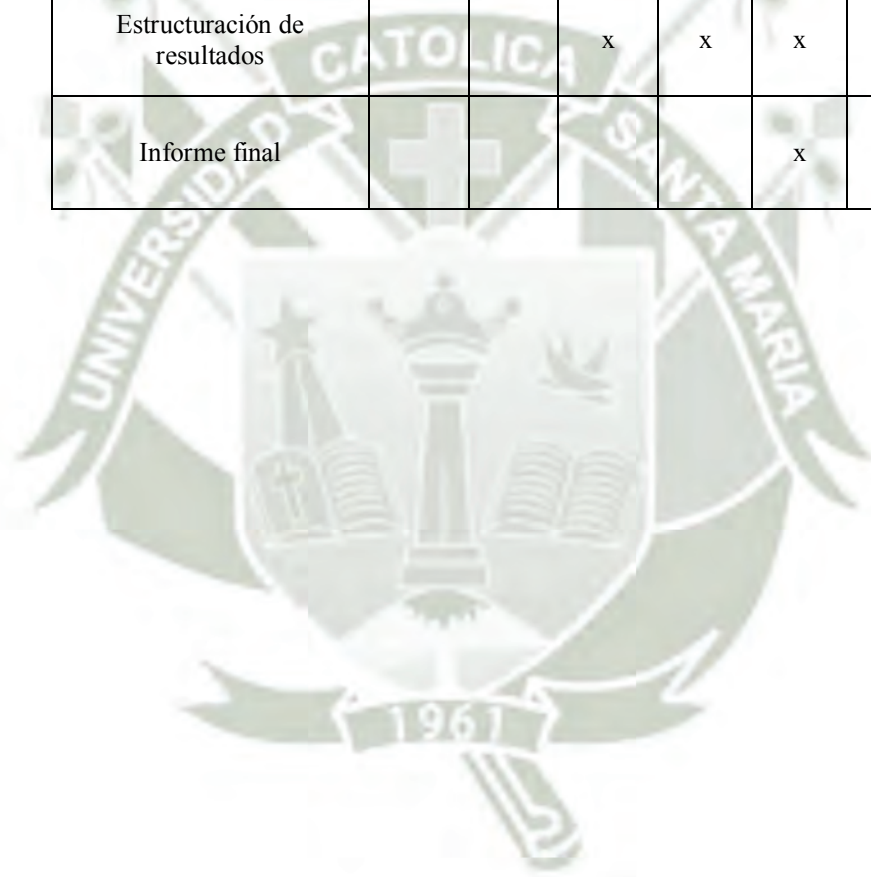 Estructuración de
resultados
x x x
Informe final
x
UNIVERSIDAD CATOLICA SANTA MARIA
1961